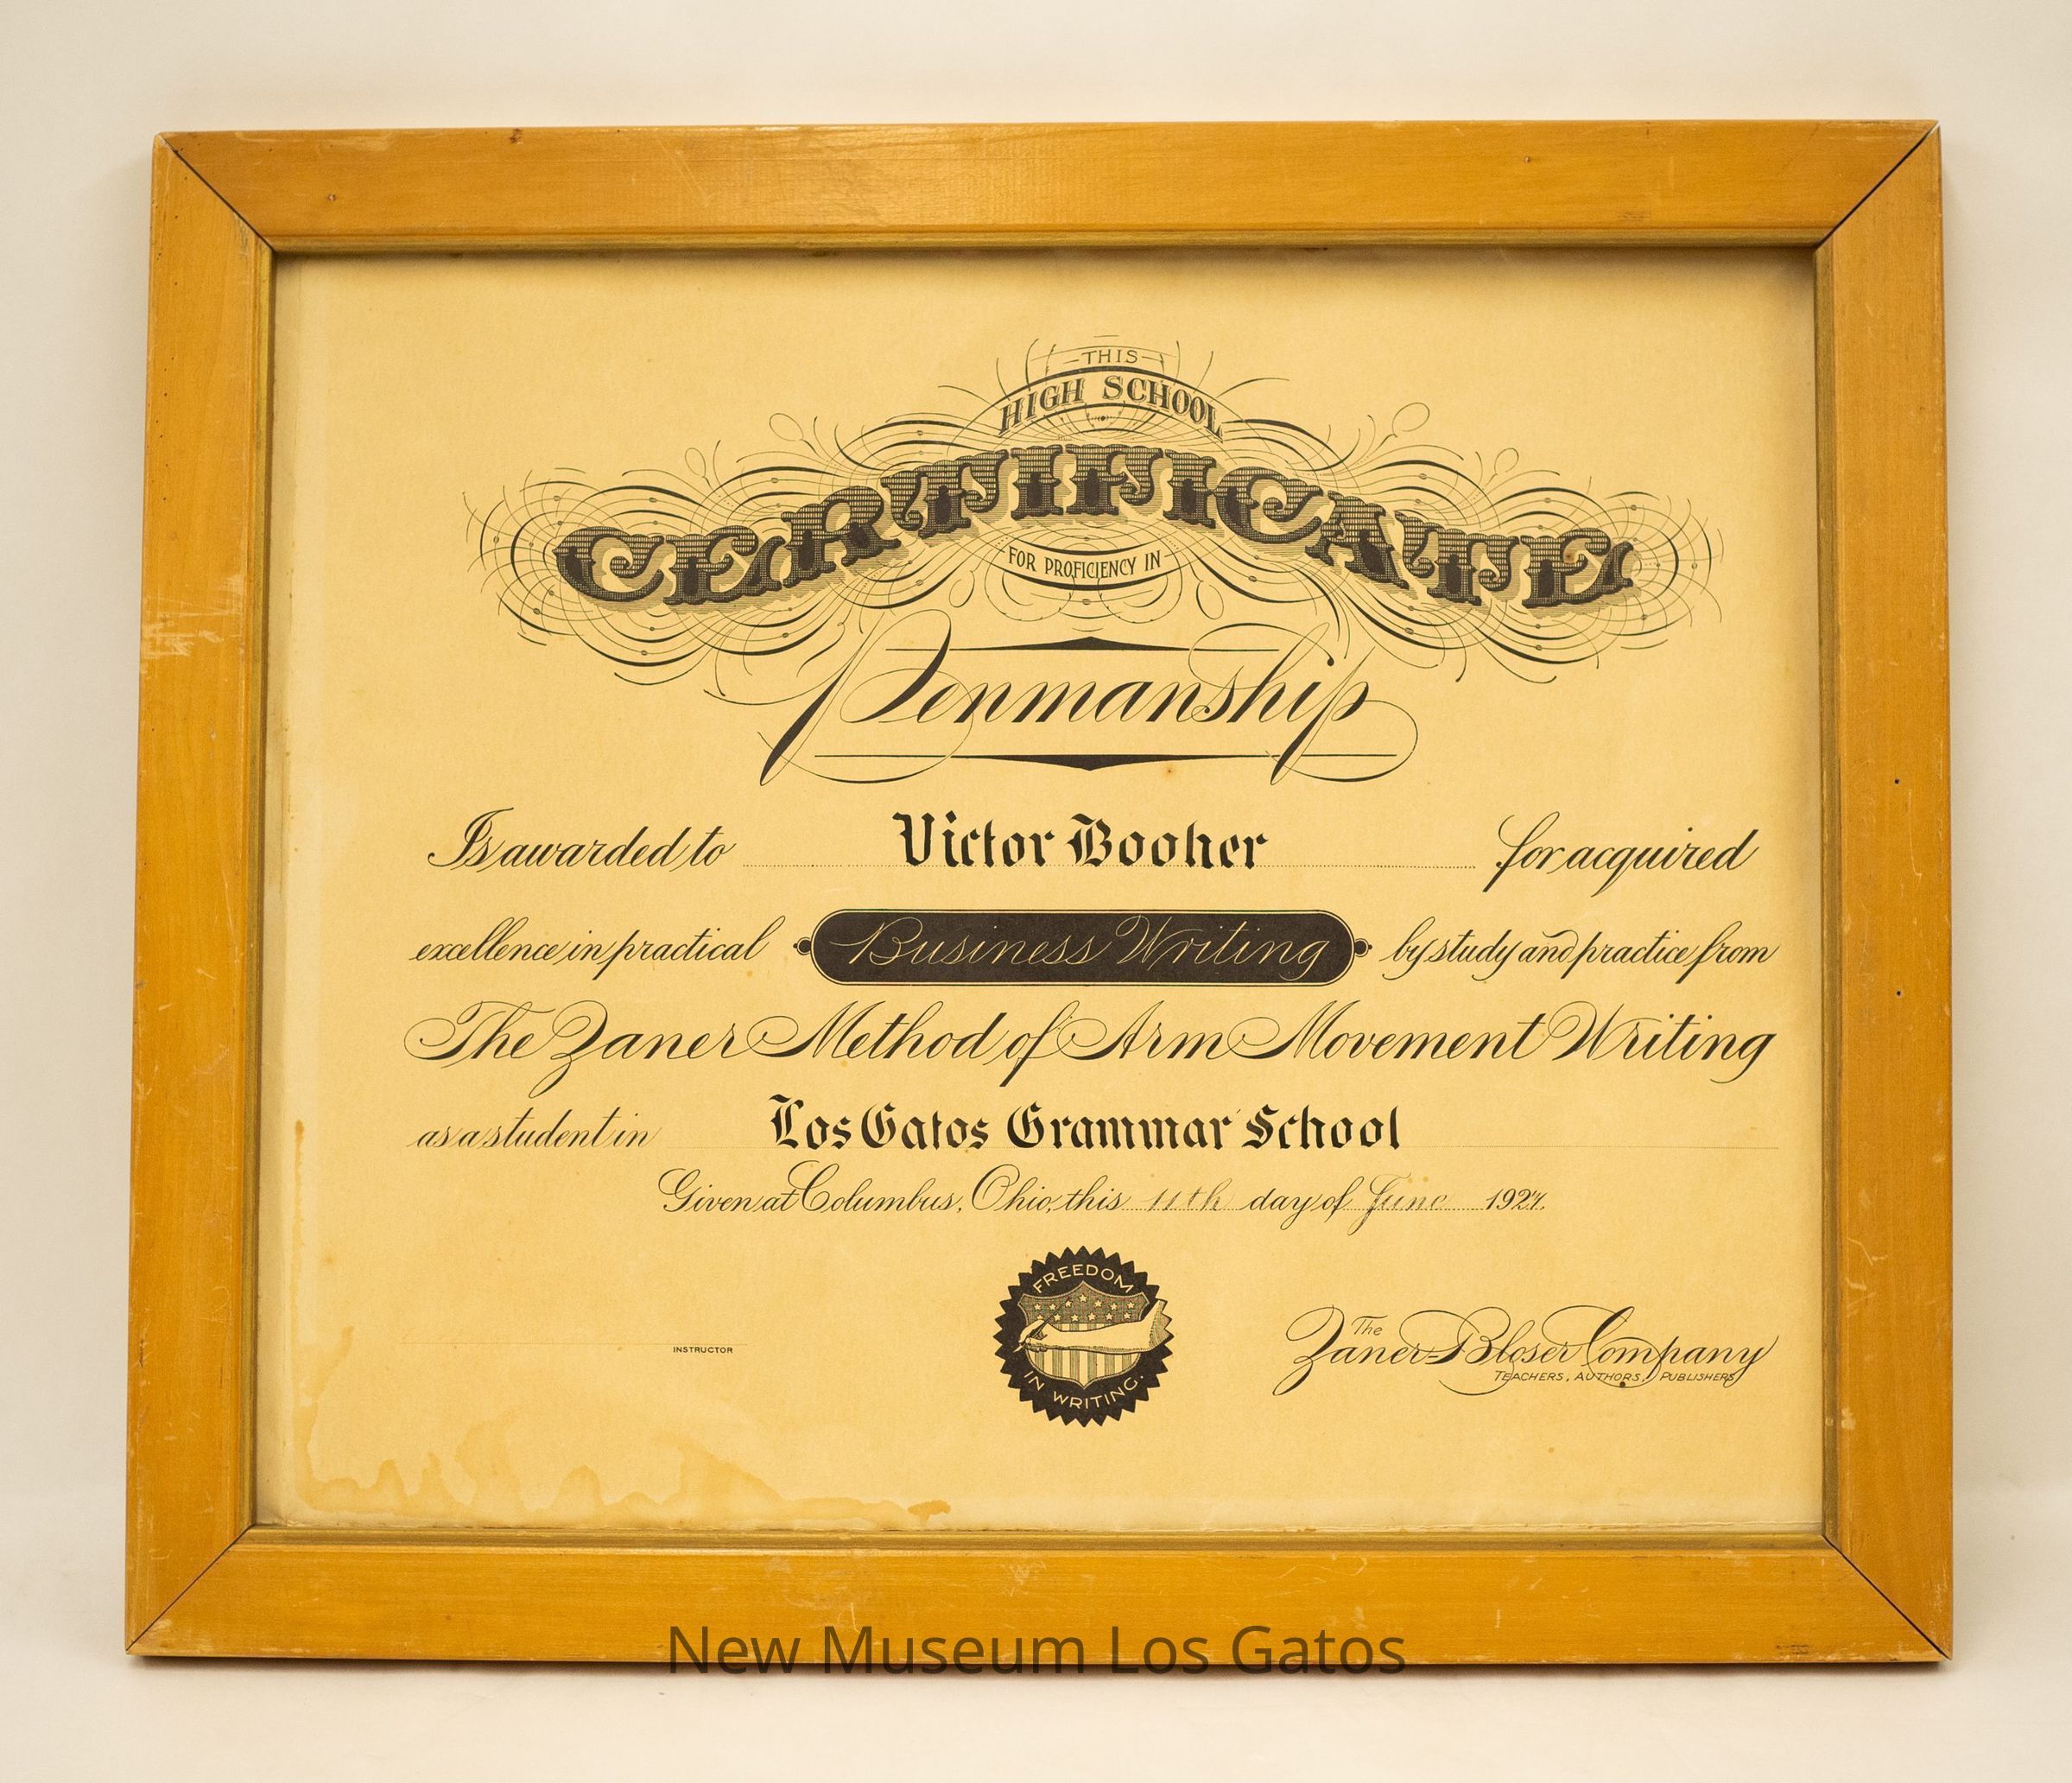 THIS
HIGH SCHOOL
CERTIFICATE
FOR PROFICIENCY IN
Penmanship
Is awarded to Victor Booher for acquired
excellence in practical Business Writing by study and practice from
The Zaner Method of Arm Movement Writing
as a student in Los Gatos Grammar School
Given at Columbus, Ohio, this 11th day of June
FREEDOM
IN WRITING.
INSTRUCTOR
The
Zaner-Bloser Company
TEACHERS, AUTHORS, PUBLISHERS
New Museum Los Gatos